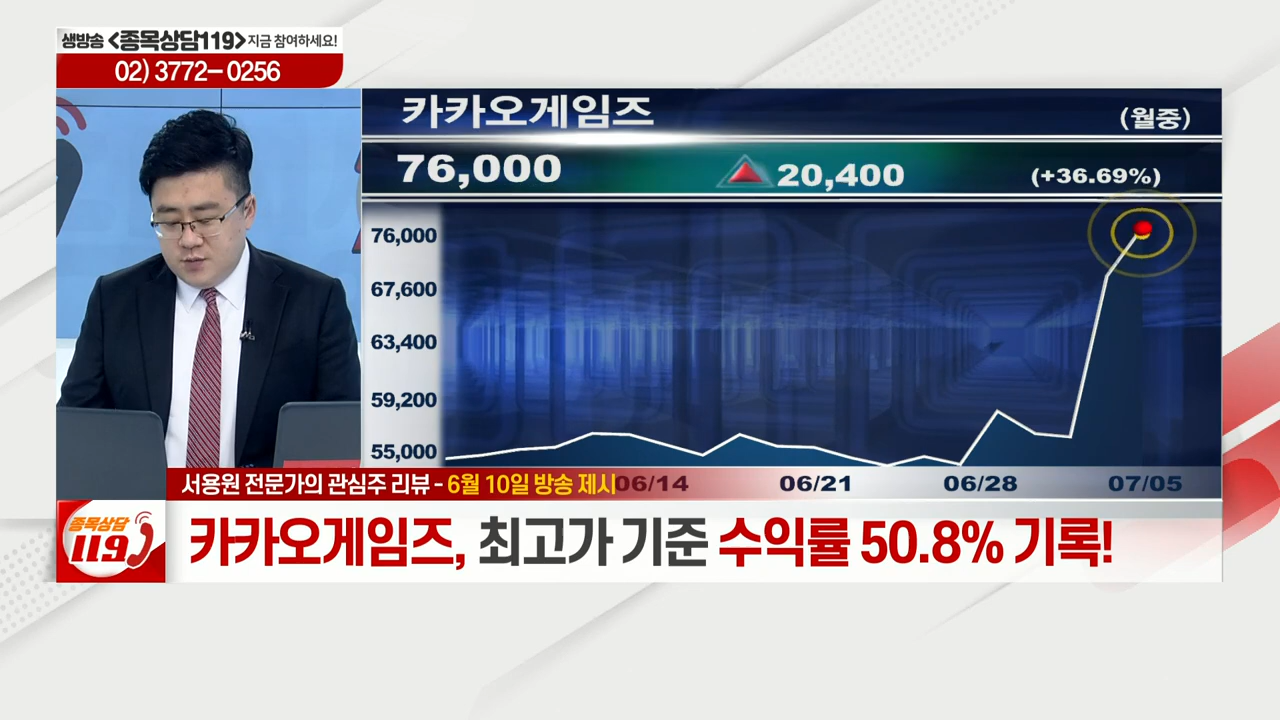 생방송 <종목상담119> 지금 참여하세요!
02) 3772-0256
카카오게임즈 (월중)
76,000 20,400 (+36.69%)
76,000
67,600
63,400
59,200
55,000
06/14 06/21 06/28 07/05
서용원 전문가의 관심주 리뷰 - 6월 10일 방송 제시
종목상담
119
카카오게임즈, 최고가 기준 수익률 50.8% 기록!